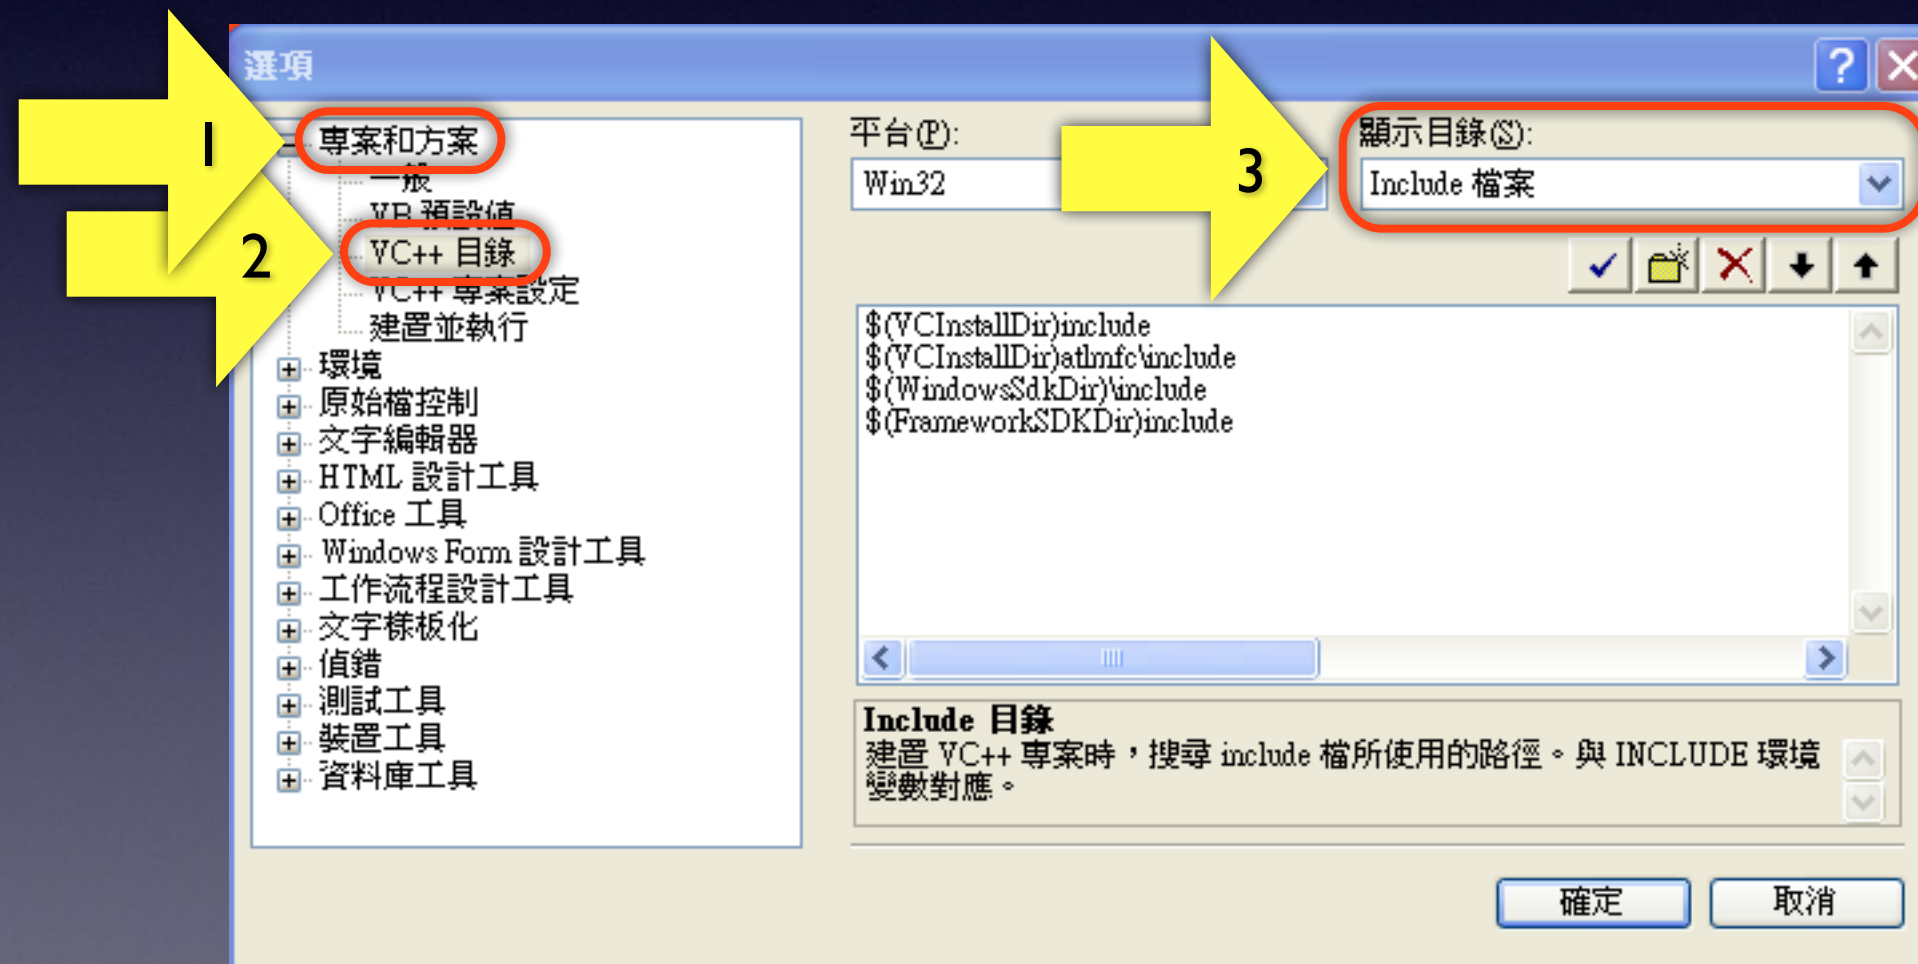 選項
1
專案和方案
一般
VB 預設值
2
VC++ 目錄
VC++ 專案設定
建置並執行
環境
原始檔控制
文字編輯器
HTML 設計工具
Office 工具
Windows Form 設計工具
工作流程設計工具
文字樣板化
偵錯
測試工具
裝置工具
資料庫工具
平台(P):
Win32
3
顯示目錄(S):
Include 檔案
$(VCInstallDir)include
$(VCInstallDir)atlmfc\include
$(WindowsSdkDir)\include
$(FrameworkSDKDir)include
Include 目錄
建置 VC++ 專案時，搜尋 include 檔所使用的路徑。與 INCLUDE 環境
變數對應。
確定
取消